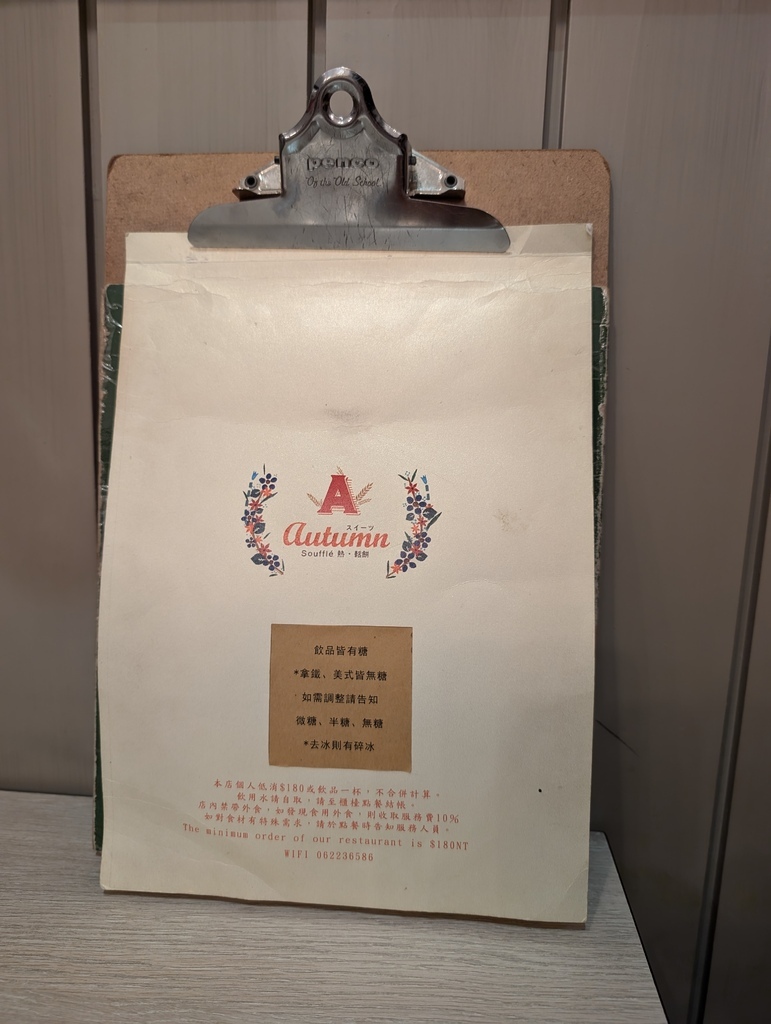 penco
On the Old School
A
スイーツ
Autumn
Soufflé 熱・鬆餅
飲品皆有糖
*拿鐵、美式皆無糖
如需調整請告知
微糖、半糖、無糖
*去冰則有碎冰
本店個人低消$180或飲品一杯，不合併計算。
飲用水請自取，請至櫃檯點餐結帳。
店內禁帶外食，如發現食用外食，則收取服務費10%
如對食材有特殊需求，請於點餐時告知服務人員。
The minimum order of our restaurant is $180NT
WIFI 062236586